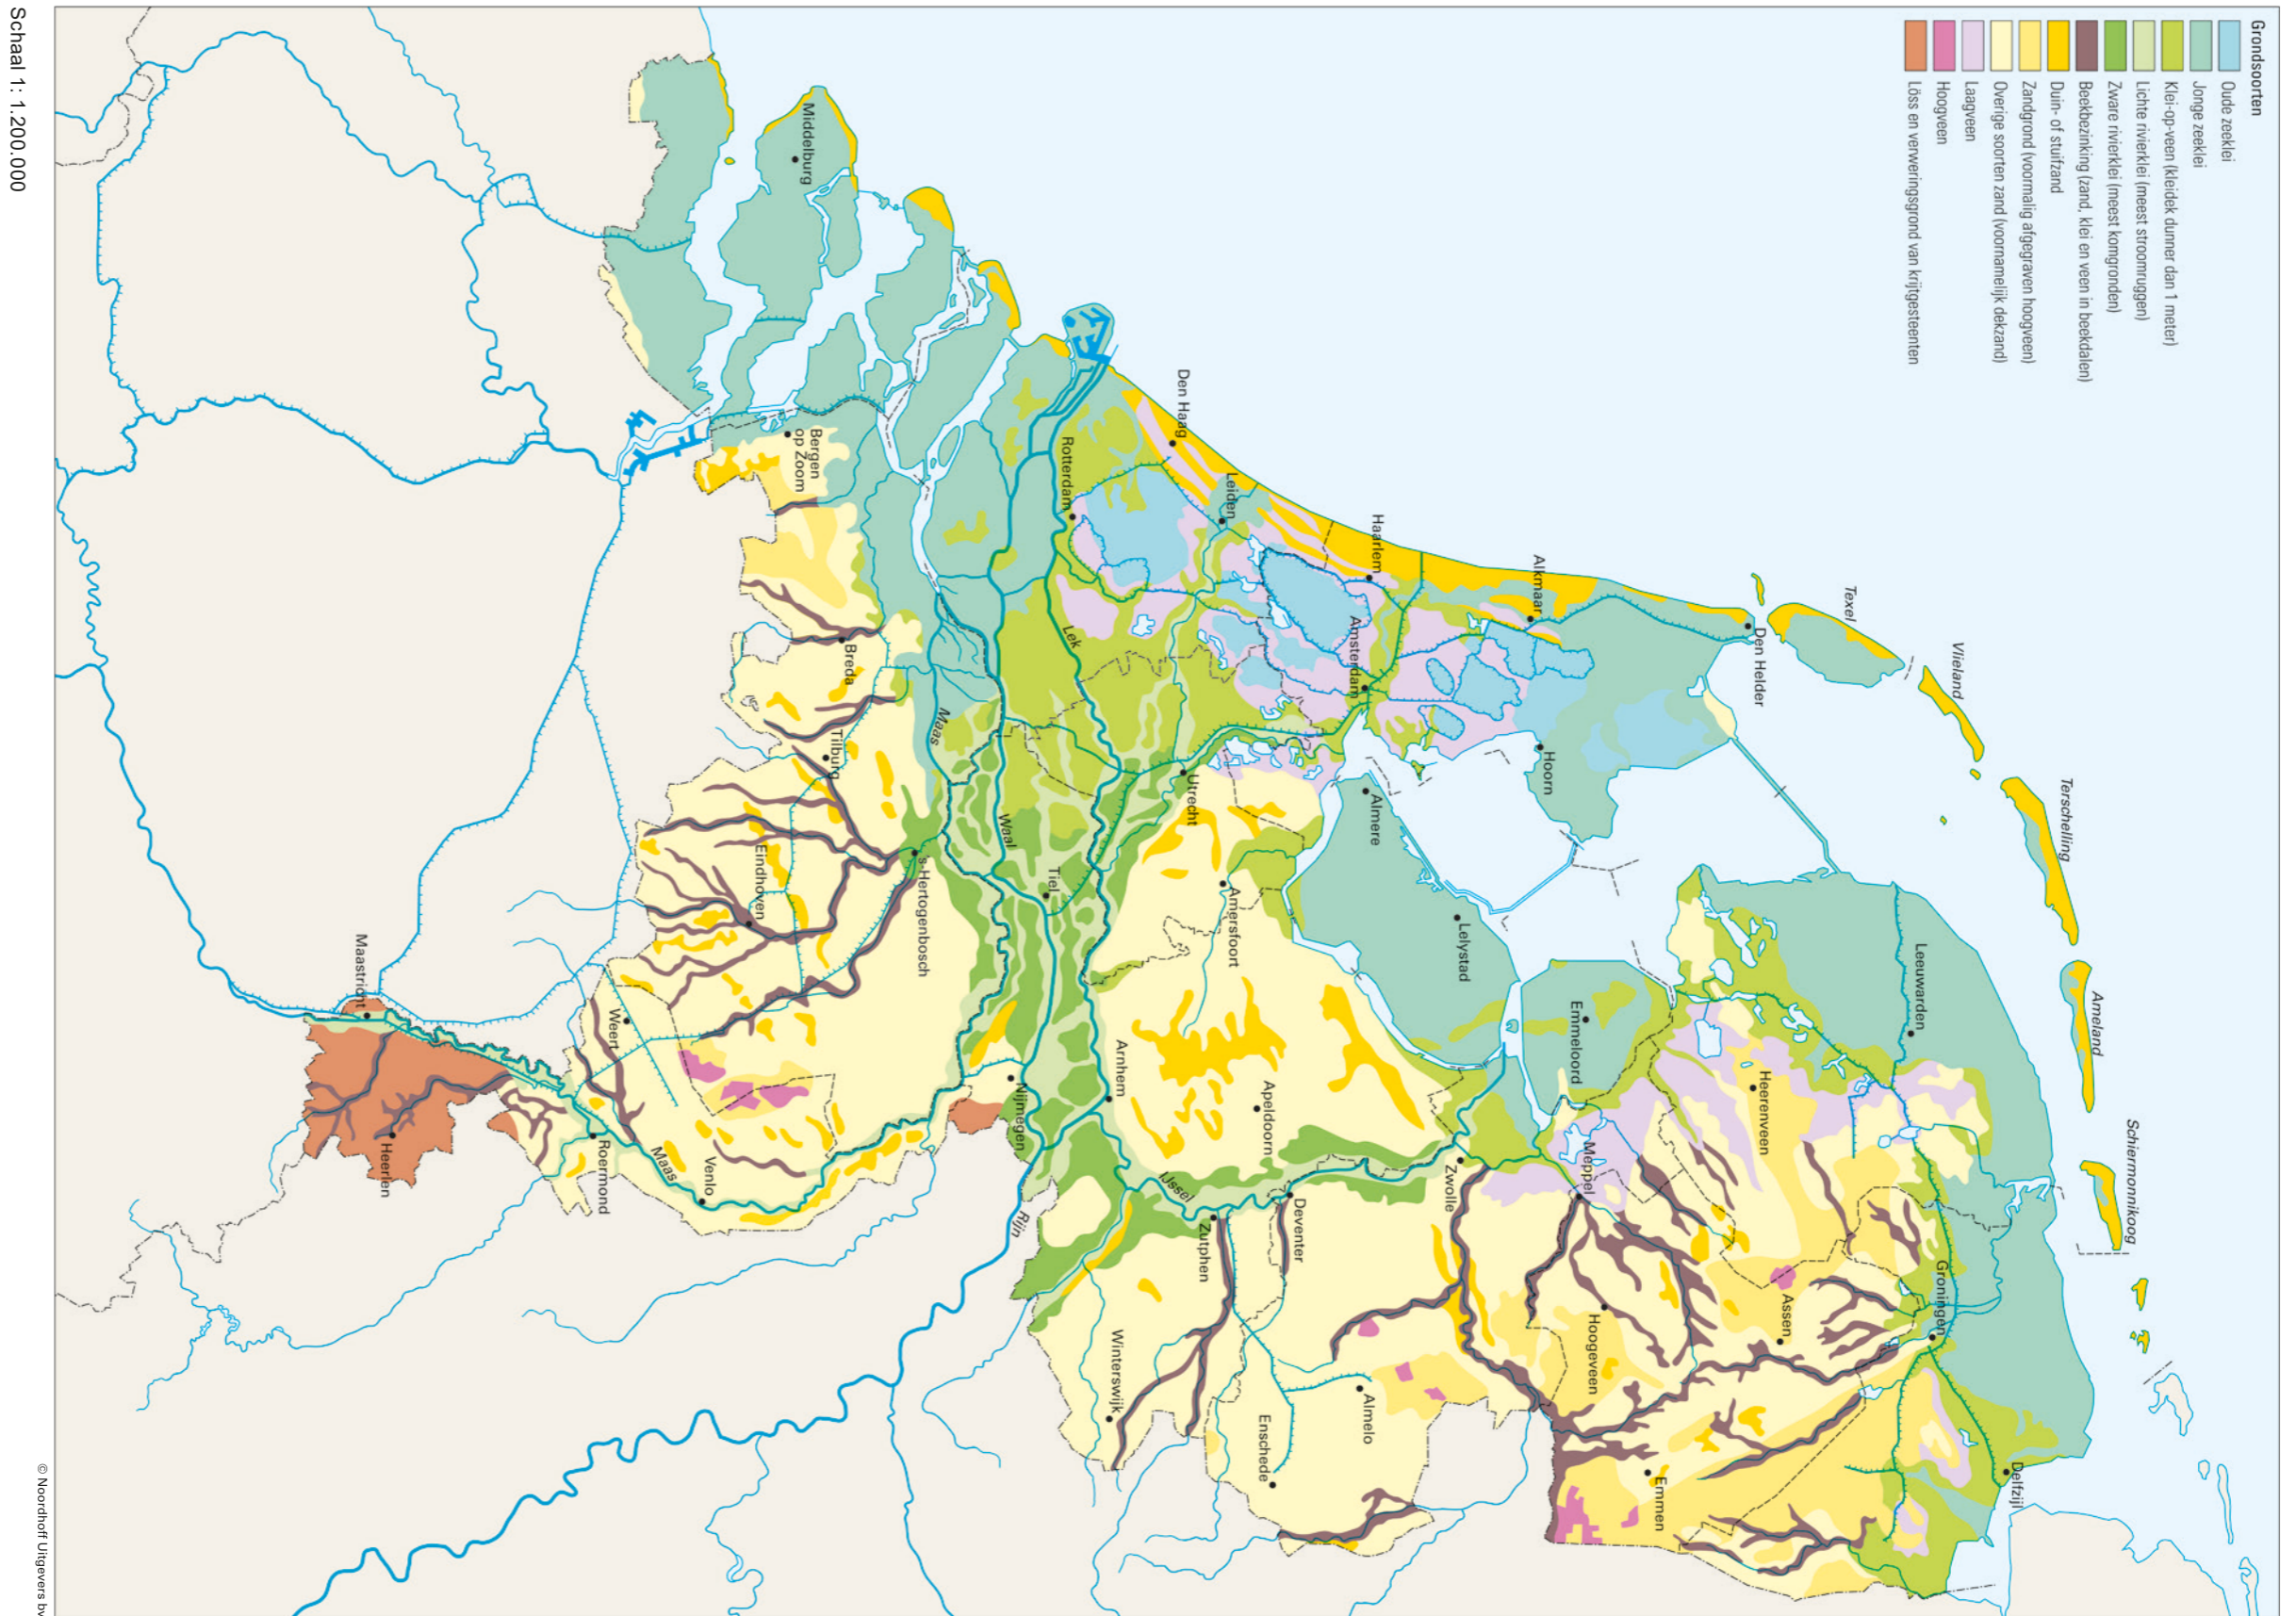 Grondsoorten
Oude zeeklei
Jonge zeeklei
Klei-op-veen (kleidek dunner dan 1 meter)
Lichte rivierklei (meest stroomruggen)
Zware rivierklei (meest komgronden)
Beekbezinking (zand, klei en veen in beekdalen)
Duin- of stuifzand
Zandgrond (voormalig afgegraven hoogveen)
Overige soorten zand (voornamelijk dekzand)
Laagveen
Hoogveen
Löss en verweringsgrond van krijtgesteenten
Schiermonnikoog
Ameland
Terschelling
Vlieland
Texel
Delfzijl
Groningen
Leeuwarden
Assen
Heerenveen
Den Helder
Emmen
Hoogeveen
Meppel
Emmeloord
Hoorn
Alkmaar
Lelystad
Zwolle
Almere
Haarlem
Amsterdam
Almelo
Deventer
Enschede
Apeldoorn
Amersfoort
Leiden
Utrecht
Zutphen
IJssel
Den Haag
Winterswijk
Arnhem
Rotterdam
Lek
Tiel
Nijmegen
Rijn
Waal
Maas
's-Hertogenbosch
Breda
Tilburg
Bergen
op Zoom
Middelburg
Eindhoven
Venlo
Maas
Weert
Roermond
Heerlen
Maastricht
Schaal 1: 1.200.000
© Noordhoff Uitgevers bv